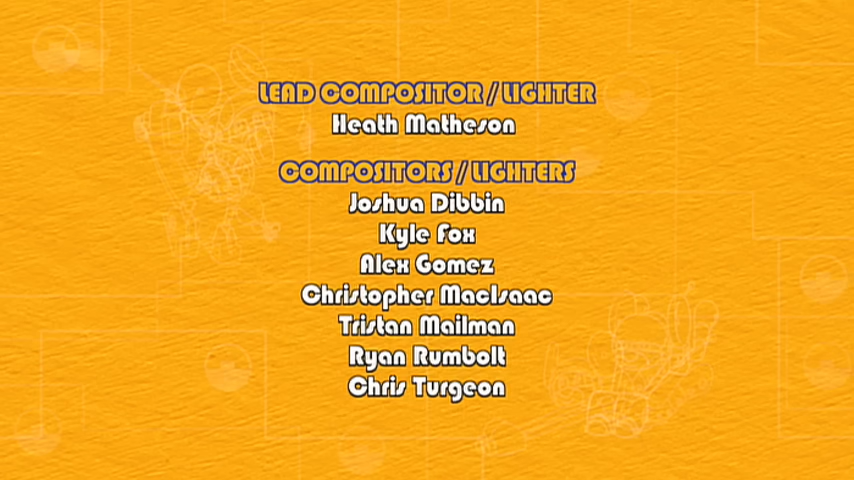 LEAD COMPOSITOR / LIGHTER
Heath Matheson
COMPOSITORS / LIGHTERS
Joshua Dibbin
Kyle Fox
Alex Gomez
Christopher MacIsaac
Tristan Mailman
Ryan Rumbolt
Chris Turgeon